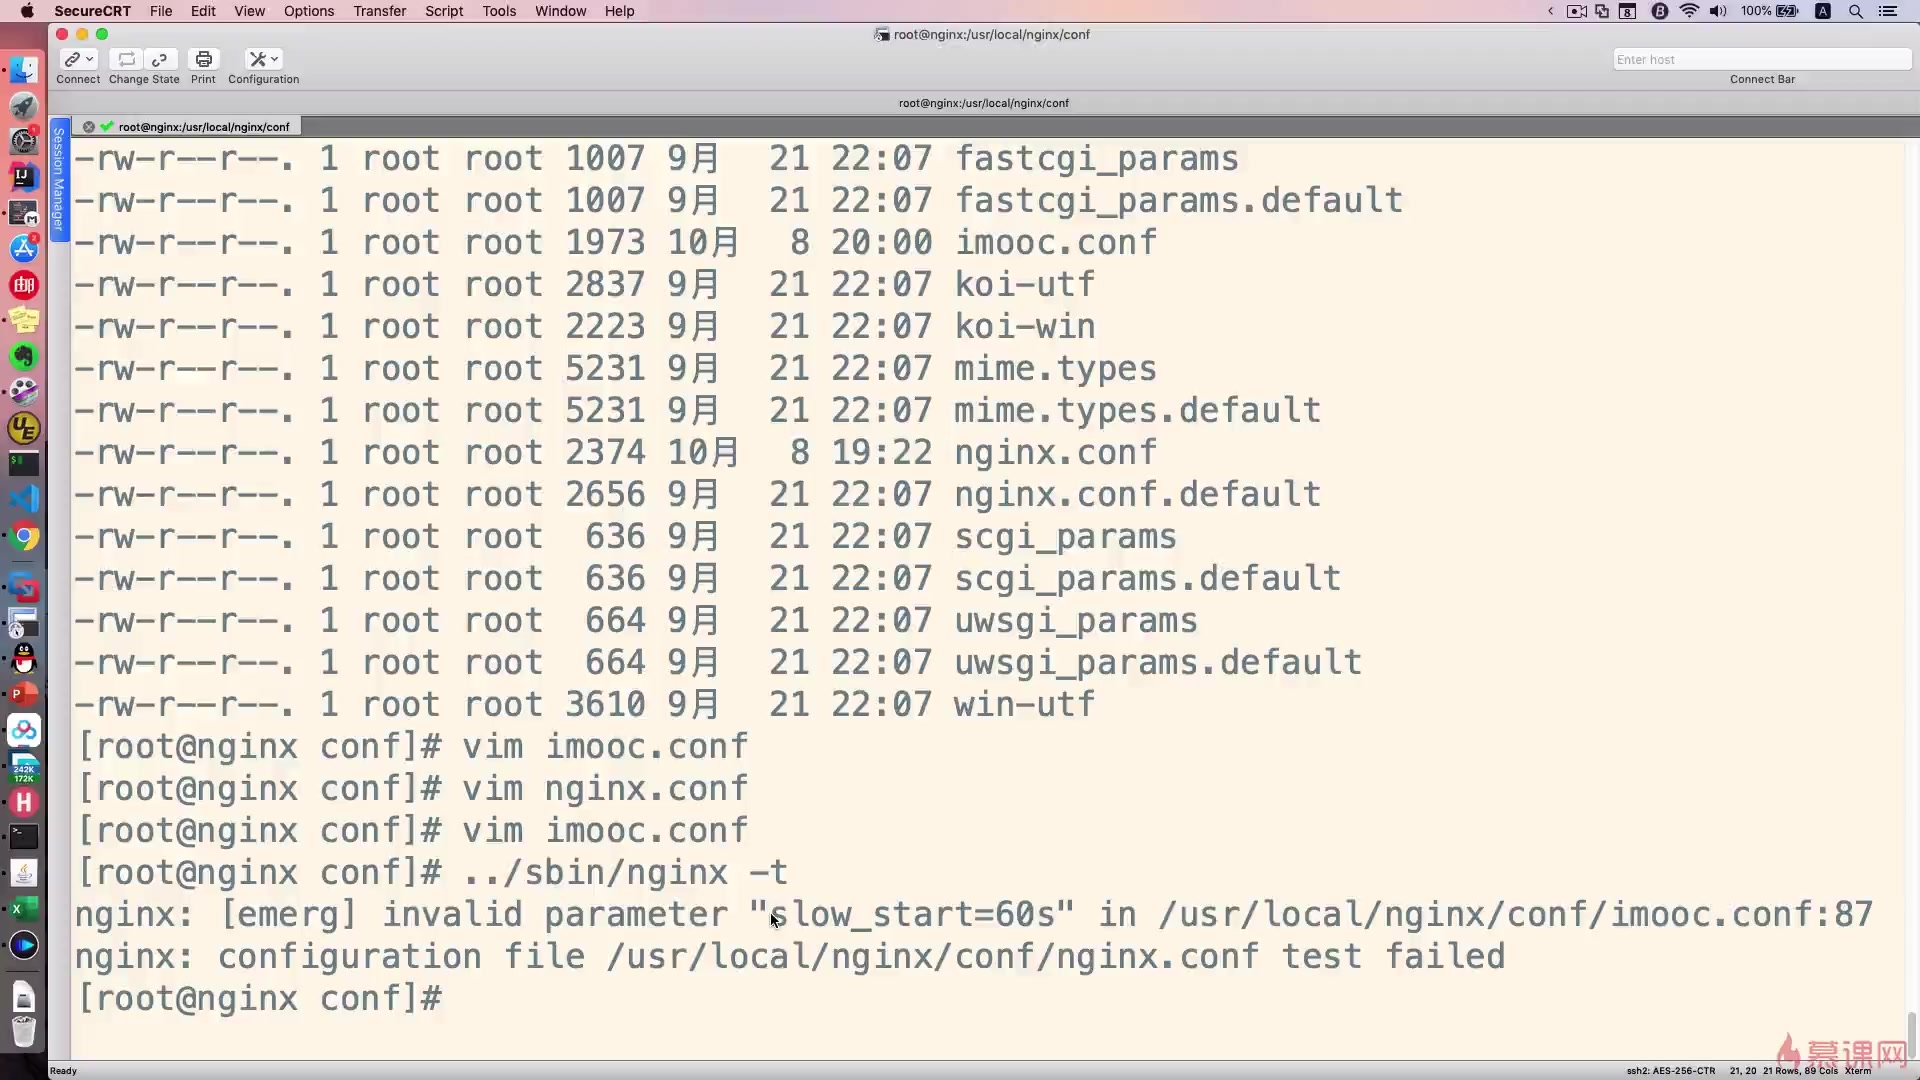 SecureCRT File Edit View Options Transfer Script Tools Window Help
8 100% A
root@nginx:/usr/local/nginx/conf
Connect Change State Print Configuration
Enter host
Connect Bar
root@nginx:/usr/local/nginx/conf
root@nginx:/usr/local/nginx/conf
Session Manager
-rw-r--r--. 1 root root 1007 9月 21 22:07 fastcgi_params
-rw-r--r--. 1 root root 1007 9月 21 22:07 fastcgi_params.default
-rw-r--r--. 1 root root 1973 10月 8 20:00 imooc.conf
-rw-r--r--. 1 root root 2837 9月 21 22:07 koi-utf
-rw-r--r--. 1 root root 2223 9月 21 22:07 koi-win
-rw-r--r--. 1 root root 5231 9月 21 22:07 mime.types
-rw-r--r--. 1 root root 5231 9月 21 22:07 mime.types.default
-rw-r--r--. 1 root root 2374 10月 8 19:22 nginx.conf
-rw-r--r--. 1 root root 2656 9月 21 22:07 nginx.conf.default
-rw-r--r--. 1 root root 636 9月 21 22:07 scgi_params
-rw-r--r--. 1 root root 636 9月 21 22:07 scgi_params.default
-rw-r--r--. 1 root root 664 9月 21 22:07 uwsgi_params
-rw-r--r--. 1 root root 664 9月 21 22:07 uwsgi_params.default
-rw-r--r--. 1 root root 3610 9月 21 22:07 win-utf
[root@nginx conf]# vim imooc.conf
[root@nginx conf]# vim nginx.conf
[root@nginx conf]# vim imooc.conf
[root@nginx conf]# ../sbin/nginx -t
nginx: [emerg] invalid parameter "slow_start=60s" in /usr/local/nginx/conf/imooc.conf:87
nginx: configuration file /usr/local/nginx/conf/nginx.conf test failed
[root@nginx conf]#
慕课网
Ready
ssh2: AES-256-CTR 21, 20 21 Rows, 89 Cols Xterm